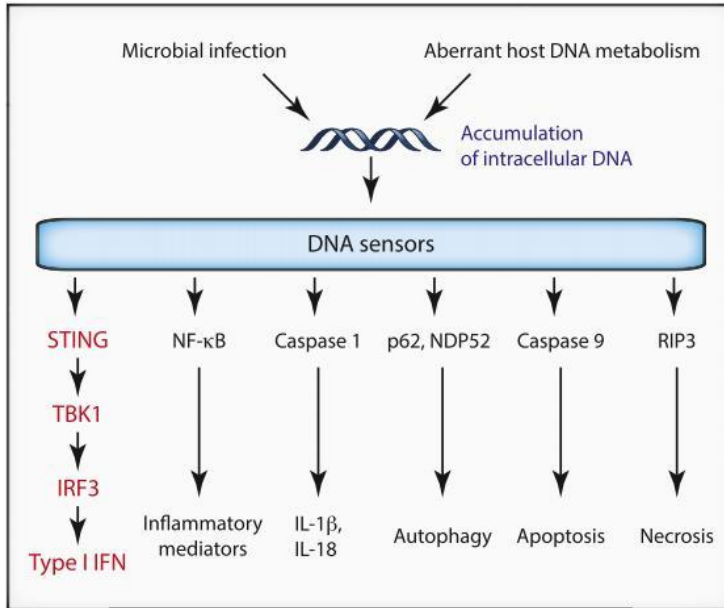 Microbial infection
Aberrant host DNA metabolism
Accumulation
of intracellular DNA
DNA sensors
STING
NF-κB
Caspase 1
p62, NDP52
Caspase 9
RIP3
TBK1
IRF3
Type I IFN
Inflammatory
mediators
IL-1β,
IL-18
Autophagy
Apoptosis
Necrosis